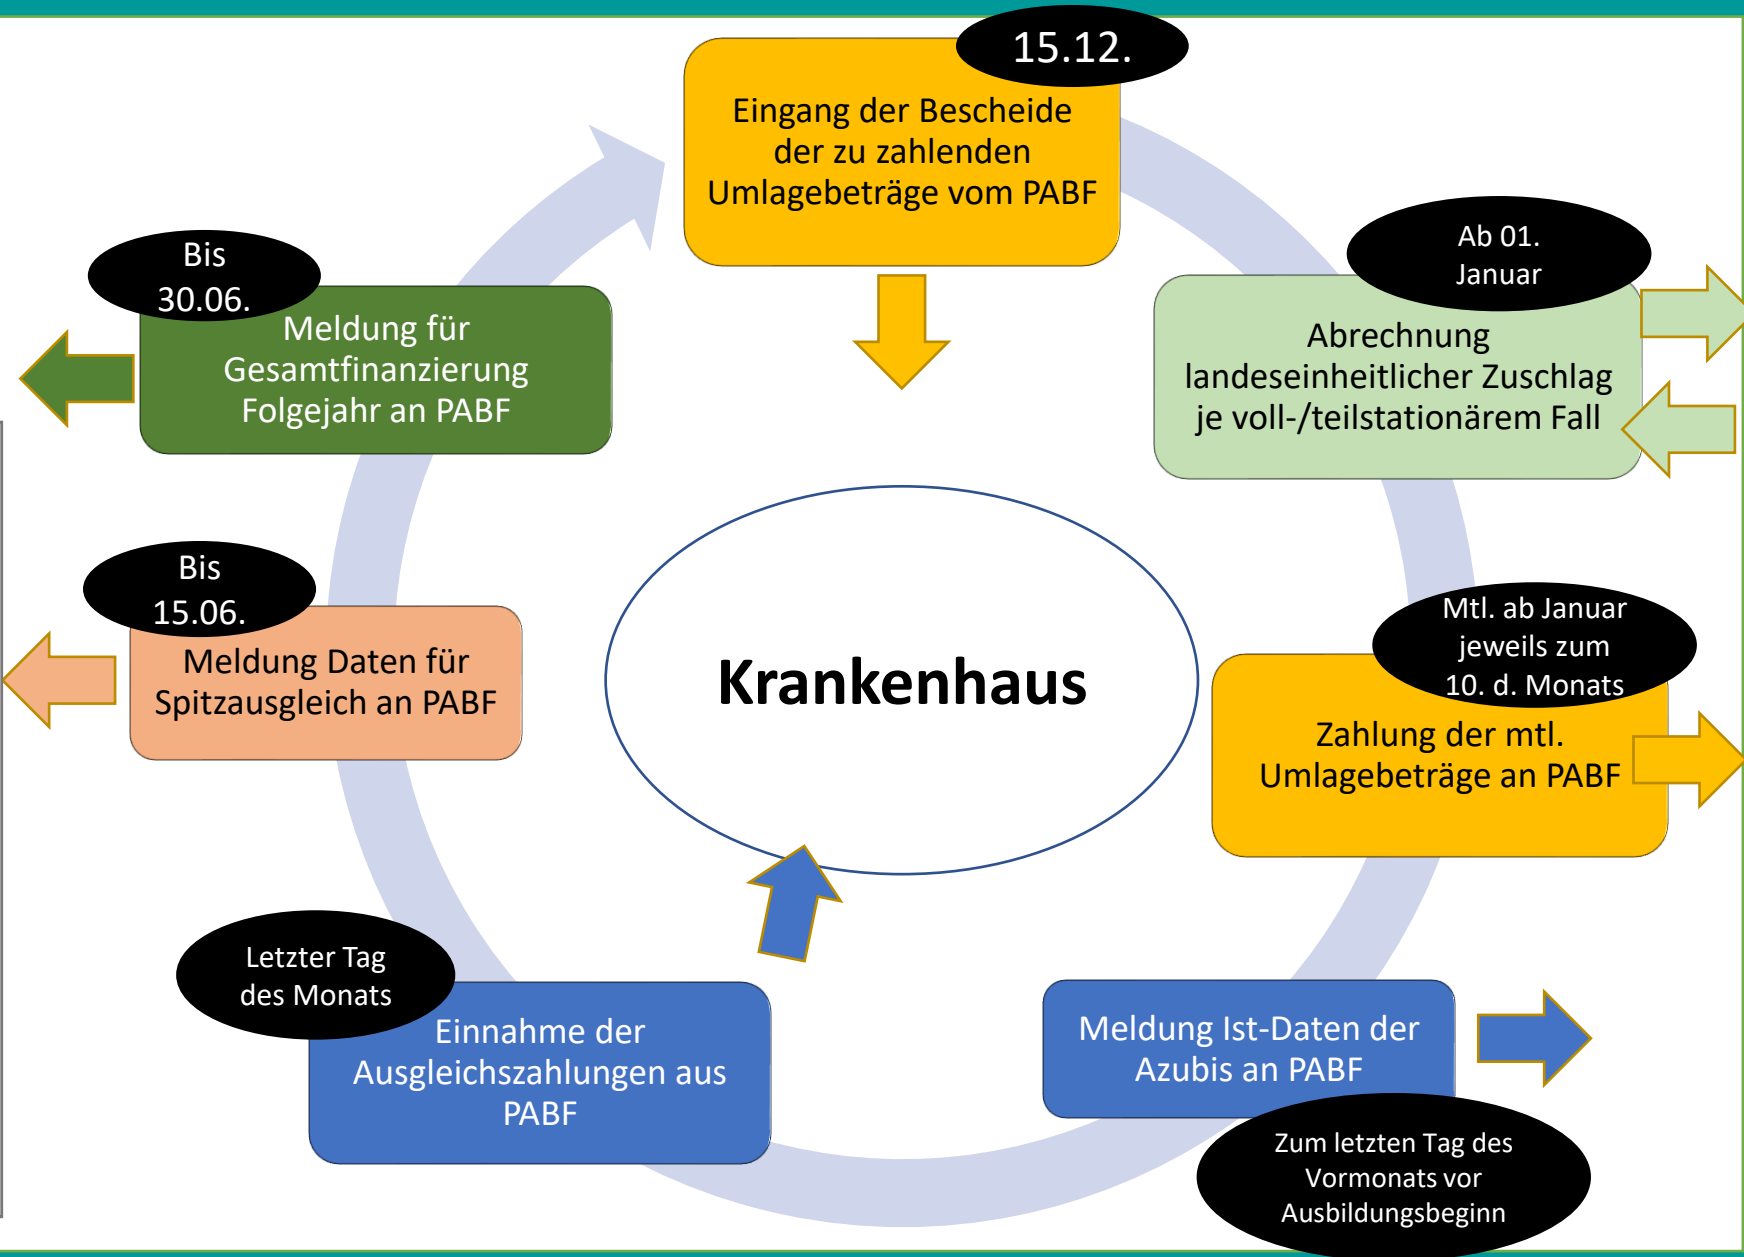 15.12.
Eingang der Bescheide
der zu zahlenden
Umlagebeträge vom PABF
Ab 01.
Januar
Abrechnung
landeseinheitlicher Zuschlag
je voll-/teilstationärem Fall
Mtl. ab Januar
jeweils zum
10. d. Monats
Zahlung der mtl.
Umlagebeträge an PABF
Meldung Ist-Daten der
Azubis an PABF
Zum letzten Tag des
Vormonats vor
Ausbildungsbeginn
Letzter Tag
des Monats
Einnahme der
Ausgleichszahlungen aus
PABF
Bis
15.06.
Meldung Daten für
Spitzausgleich an PABF
Bis
30.06.
Meldung für
Gesamtfinanzierung
Folgejahr an PABF
Krankenhaus